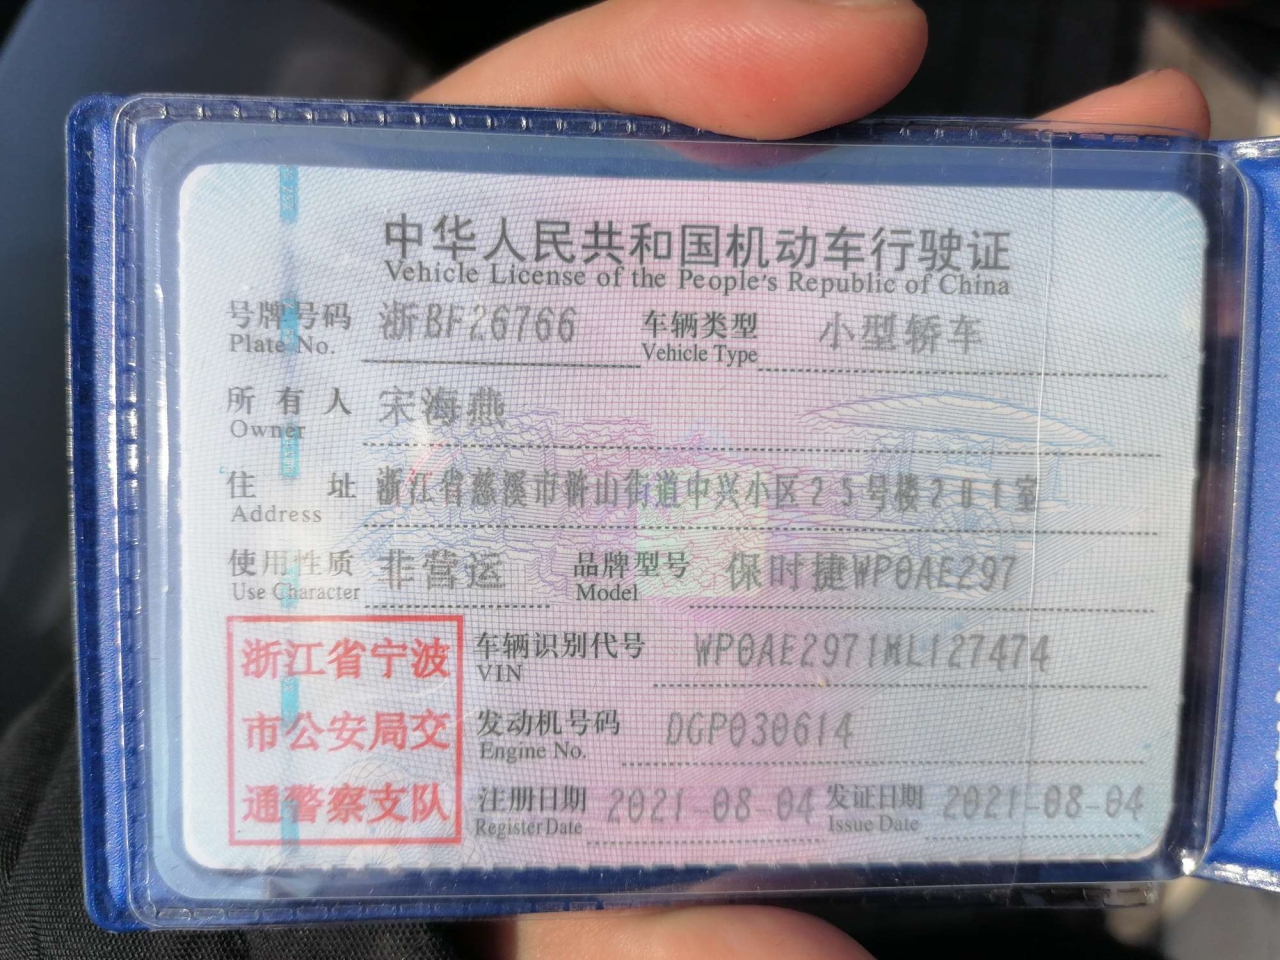 中华人民共和国机动车行驶证
Vehicle License of the People's Republic of China
号牌号码 浙BF26766 车辆类型 小型轿车
Plate No. Vehicle Type
所有人 宋海燕
Owner
住址 浙江省慈溪市浒山街道中兴小区25号楼201室
Address
使用性质 非营运 品牌型号 保时捷WP0AE297
Use Character Model
浙江省宁波
市公安局交
通警察支队
车辆识别代号 WP0AE2971ML127474
VIN
发动机号码 DGP030614
Engine No.
注册日期 2021-08-04 发证日期 2021-08-04
Register Date Issue Date